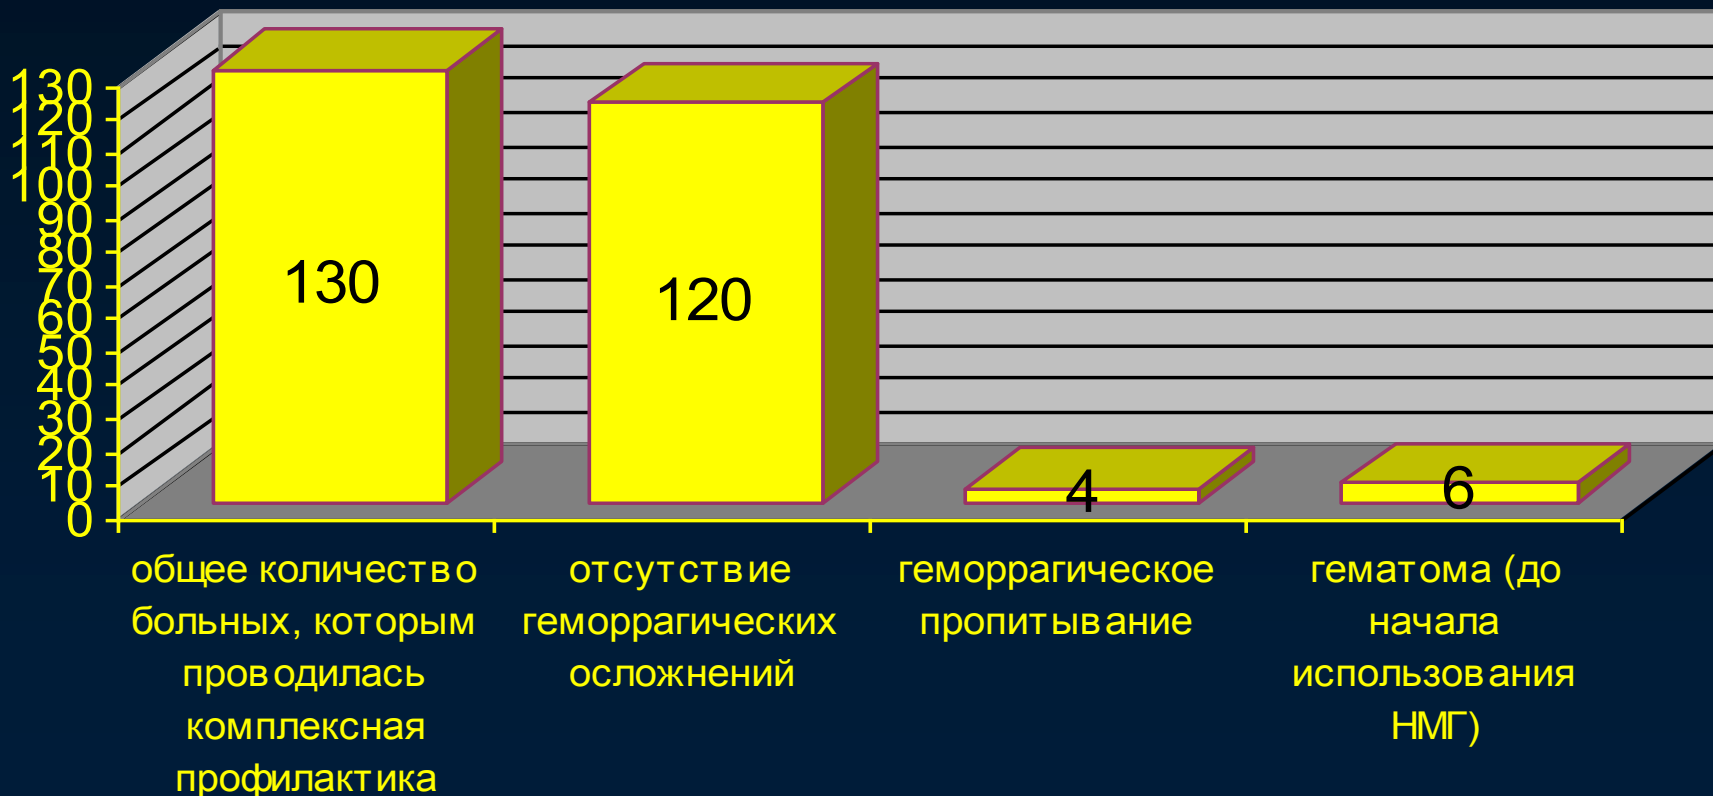 130
120
110
100
90
80
70
60
50
40
30
20
10
0
130
120
4
6
общее количество
больных, которым
проводилась
комплексная
профилактика
отсутствие
геморрагических
осложнений
геморрагическое
пропитывание
гематома (до
начала
использования
НМГ)